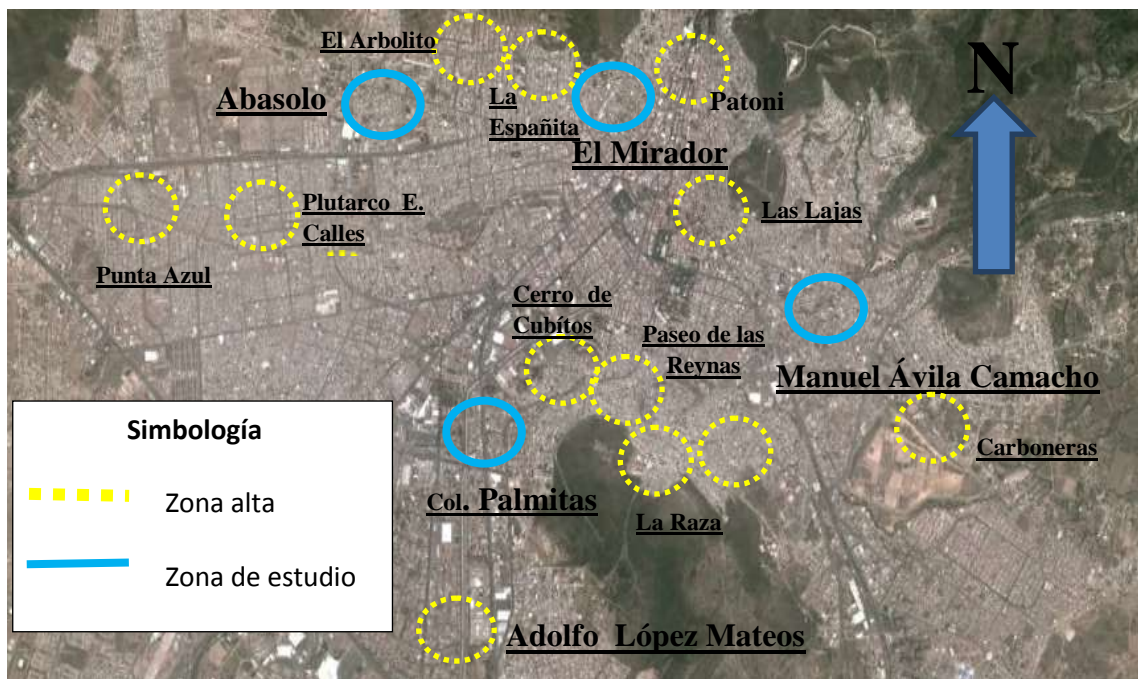 El Arbolito
N
Abasolo
La
Españita
Patoni
El Mirador
Plutarco E.
Calles
Las Lajas
Punta Azul
Cerro de
Cubítos
Paseo de las
Reynas
Manuel Ávila Camacho
Simbología
Carboneras
Zona alta
Col. Palmitas
La Raza
Zona de estudio
Adolfo López Mateos